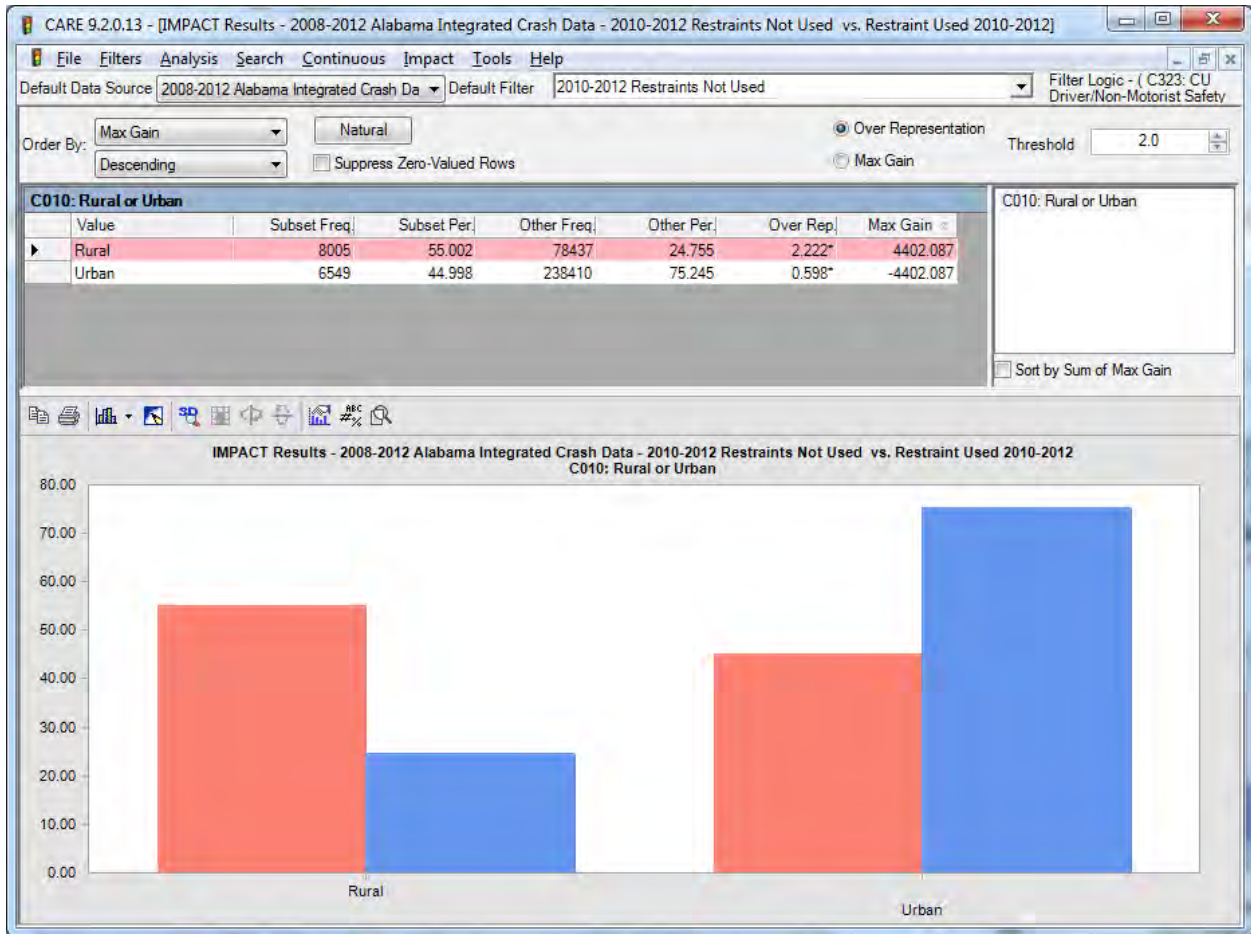 CARE 9.2.0.13 - [IMPACT Results - 2008-2012 Alabama Integrated Crash Data - 2010-2012 Restraints Not Used vs. Restraint Used 2010-2012]
File Filters Analysis Search Continuous Impact Tools Help
Default Data Source 2008-2012 Alabama Integrated Crash Da Default Filter 2010-2012 Restraints Not Used Filter Logic - ( C323: CU
Driver/Non-Motorist Safety
Order By: Max Gain Natural Over Representation Threshold 2.0
Descending Suppress Zero-Valued Rows Max Gain
C010: Rural or Urban C010: Rural or Urban
Value Subset Freq. Subset Per. Other Freq. Other Per. Over Rep. Max Gain
Rural 8005 55.002 78437 24.755 2.222* 4402.087
Urban 6549 44.998 238410 75.245 0.598* -4402.087
Sort by Sum of Max Gain
3D ABC #%
IMPACT Results - 2008-2012 Alabama Integrated Crash Data - 2010-2012 Restraints Not Used vs. Restraint Used 2010-2012
C010: Rural or Urban
80.00
70.00
60.00
50.00
40.00
30.00
20.00
10.00
0.00
Rural
Urban